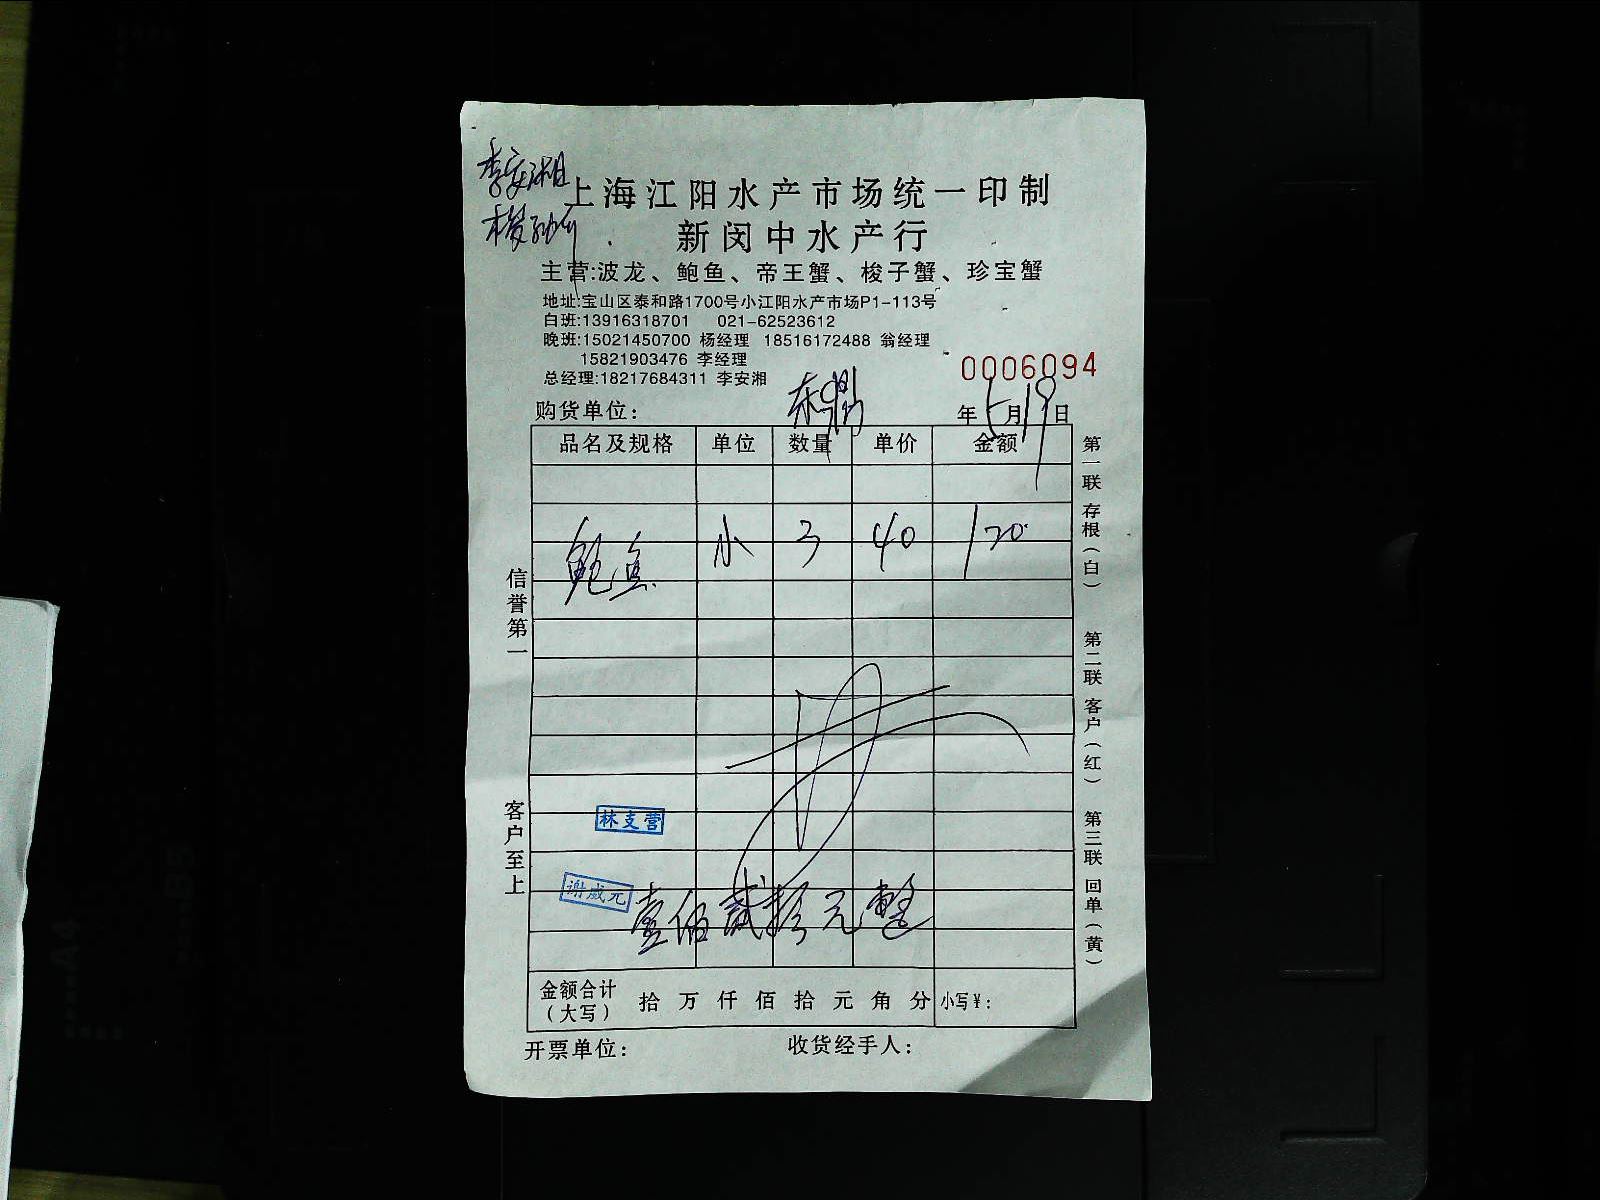 李安湘
上海江阳水产市场统一印制
新闵中水产行
主营:波龙、鲍鱼、帝王蟹、梭子蟹、珍宝蟹
地址:宝山区泰和路1700号小江阳水产市场P1-113号
白班:13916318701 021-62523612
晚班:15021450700 杨经理 18516172488 翁经理
15821903476 李经理
总经理:18217684311 李安湘
0006094
购货单位: 年 5月19日
品名及规格 单位 数量 单价 金额
鲍鱼 小 3 40 120
信誉第一
客户至上
第一联 存根(白)
第二联 客户(红)
第三联 回单(黄)
林支营
谢威元
壹佰贰拾元整
金额合计(大写) 拾 万 仟 佰 拾 元 角 分 小写¥:
开票单位: 收货经手人: